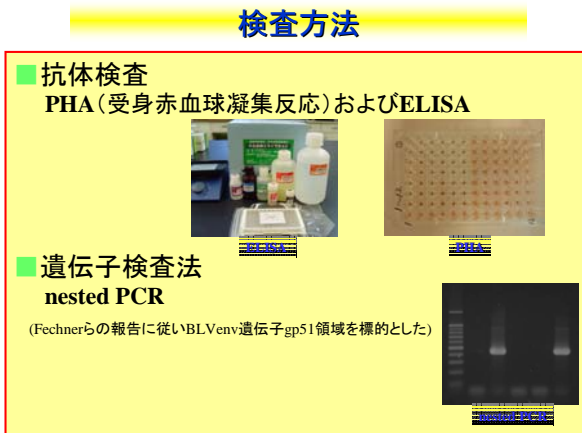 検査方法
■抗体検査
PHA(受身赤血球凝集反応)およびELISA
ELISA
PHA
■遺伝子検査法
nested PCR
(Fechnerらの報告に従いBLVenv遺伝子gp51領域を標的とした)
nested PCR